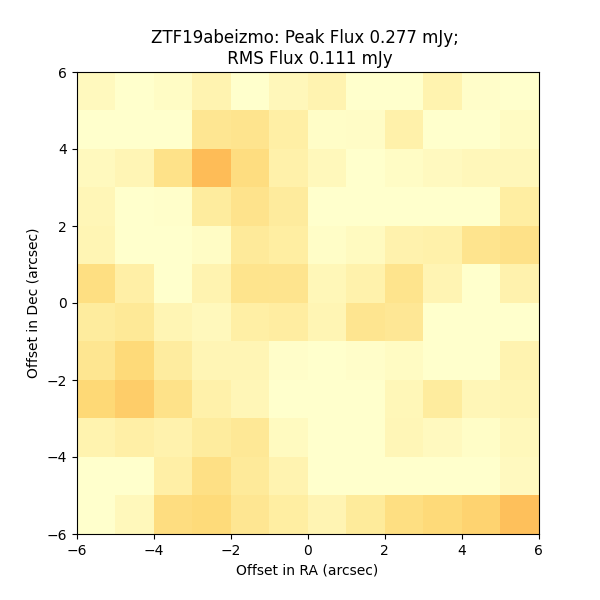 ZTF19abeizmo: Peak Flux 0.277 mJy;
RMS Flux 0.111 mJy
6
4
2
0
−2
−4
−6
Offset in Dec (arcsec)
−6 −4 −2 0 2 4 6
Offset in RA (arcsec)